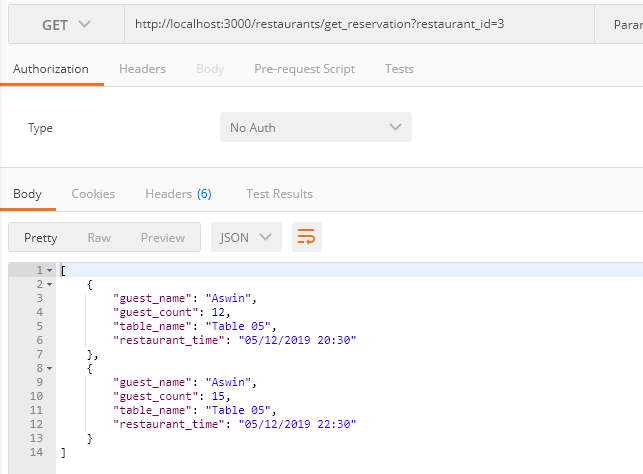 GET http://localhost:3000/restaurants/get_reservation?restaurant_id=3 Paran
Authorization Headers Body Pre-request Script Tests
Type No Auth
Body Cookies Headers (6) Test Results
Pretty Raw Preview JSON
1 [
2 {
3 "guest_name": "Aswin",
4 "guest_count": 12,
5 "table_name": "Table 05",
6 "restaurant_time": "05/12/2019 20:30"
7 },
8 {
9 "guest_name": "Aswin",
10 "guest_count": 15,
11 "table_name": "Table 05",
12 "restaurant_time": "05/12/2019 22:30"
13 }
14 ]